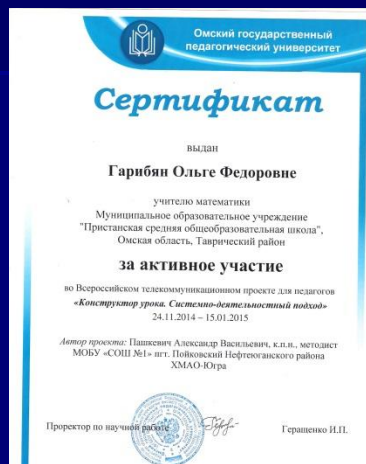 Омский государственный
педагогический университет
Сертификат
выдан
Гарибян Ольге Федоровне
учителю математики
Муниципальное образовательное учреждение
"Пристанская средняя общеобразовательная школа",
Омская область, Таврический район
за активное участие
во Всероссийском телекоммуникационном проекте для педагогов
«Конструктор урока. Системно-деятельностный подход»
24.11.2014 – 15.01.2015
Автор проекта: Пашкевич Александр Васильевич, к.п.н., методист
МОБУ «СОШ №1» пгт. Пойковский Нефтеюганского района
ХМАО-Югра
Проректор по научной работе
Геращенко И.П.